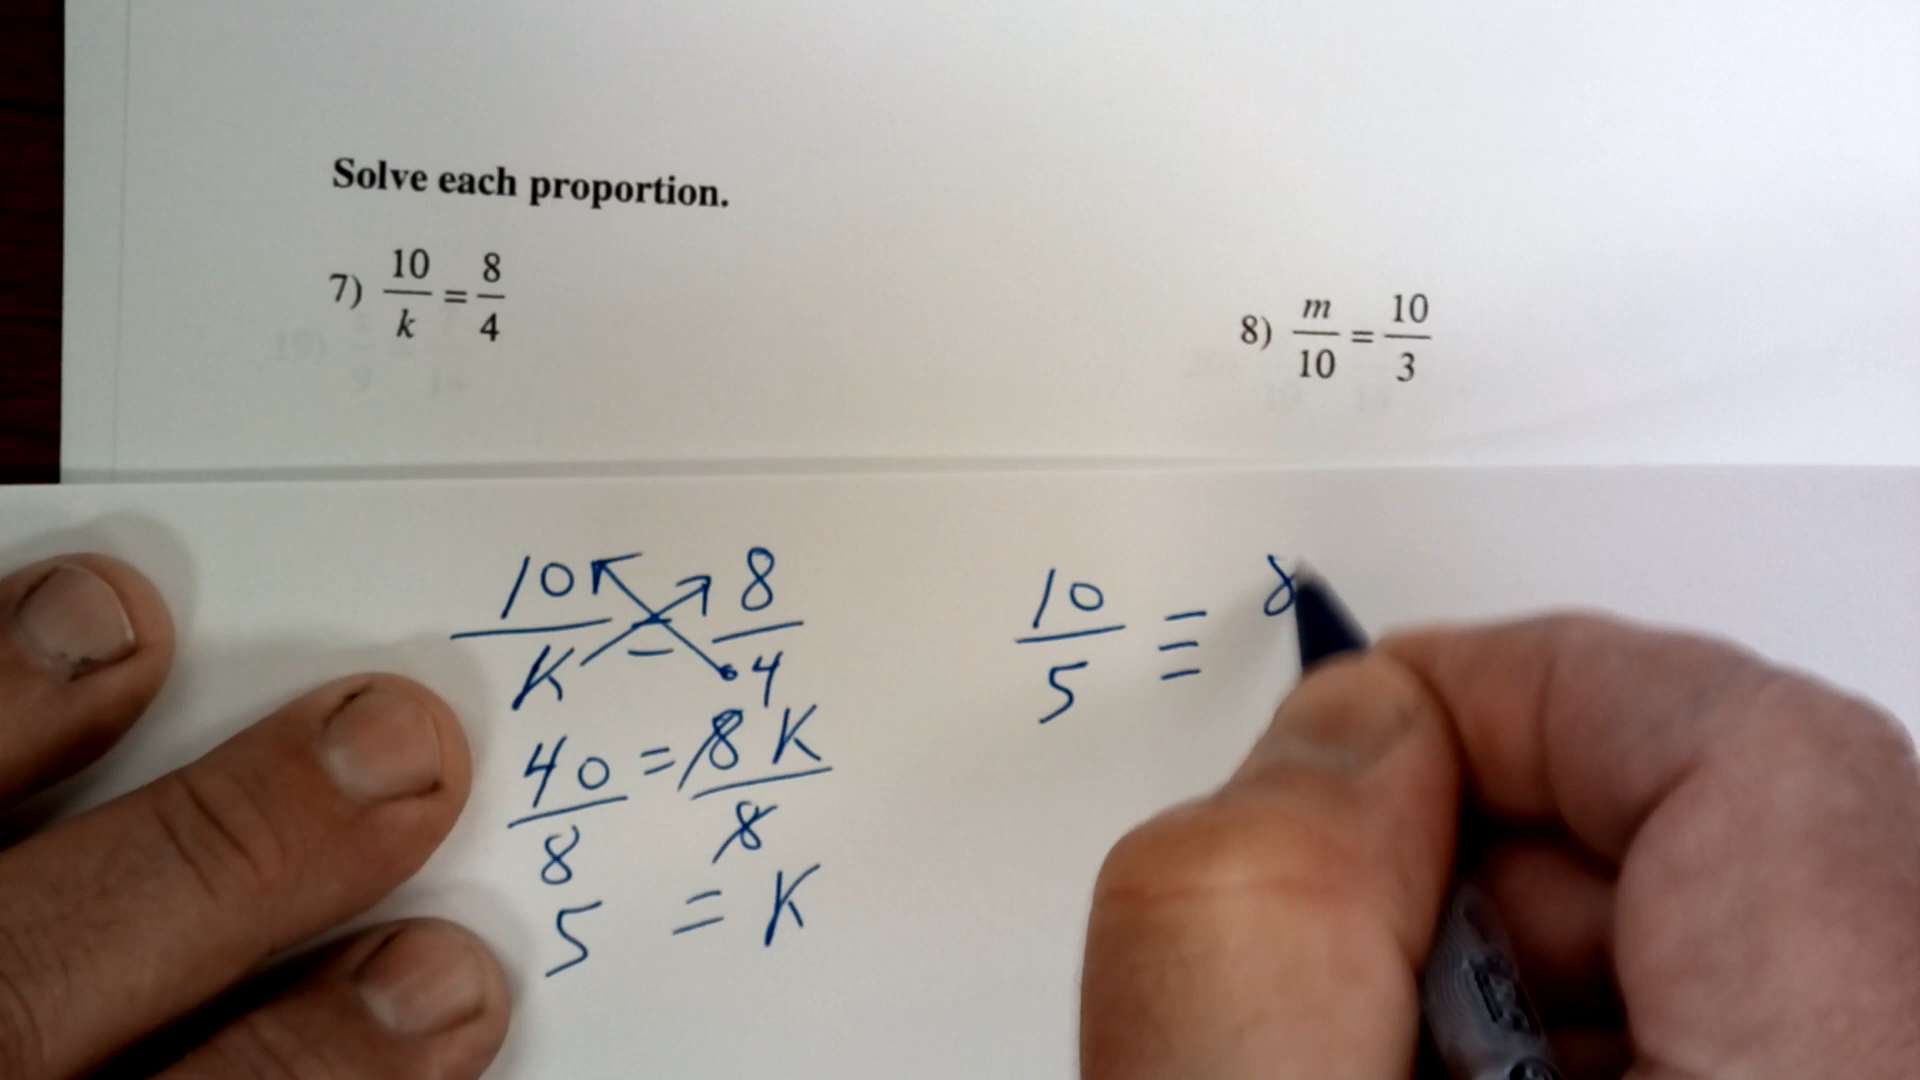 Solve each proportion.
7) 10/k = 8/4
8) m/10 = 10/3
10/K = 8/4
40/8 = 8K/8
5 = K
10/5 ≡ 8